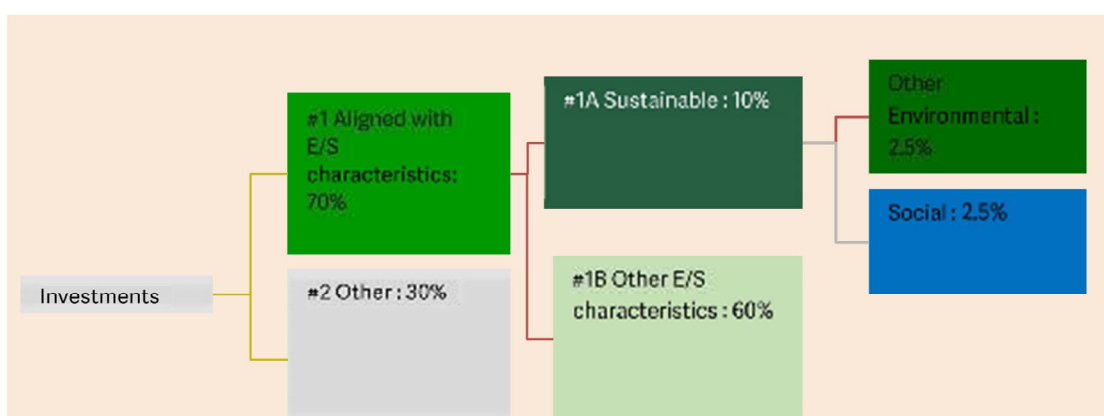 Investments
#1 Aligned with
E/S
characteristics:
70%
#2 Other : 30%
#1A Sustainable : 10%
#1B Other E/S
characteristics : 60%
Other
Environmental :
2.5%
Social : 2.5%